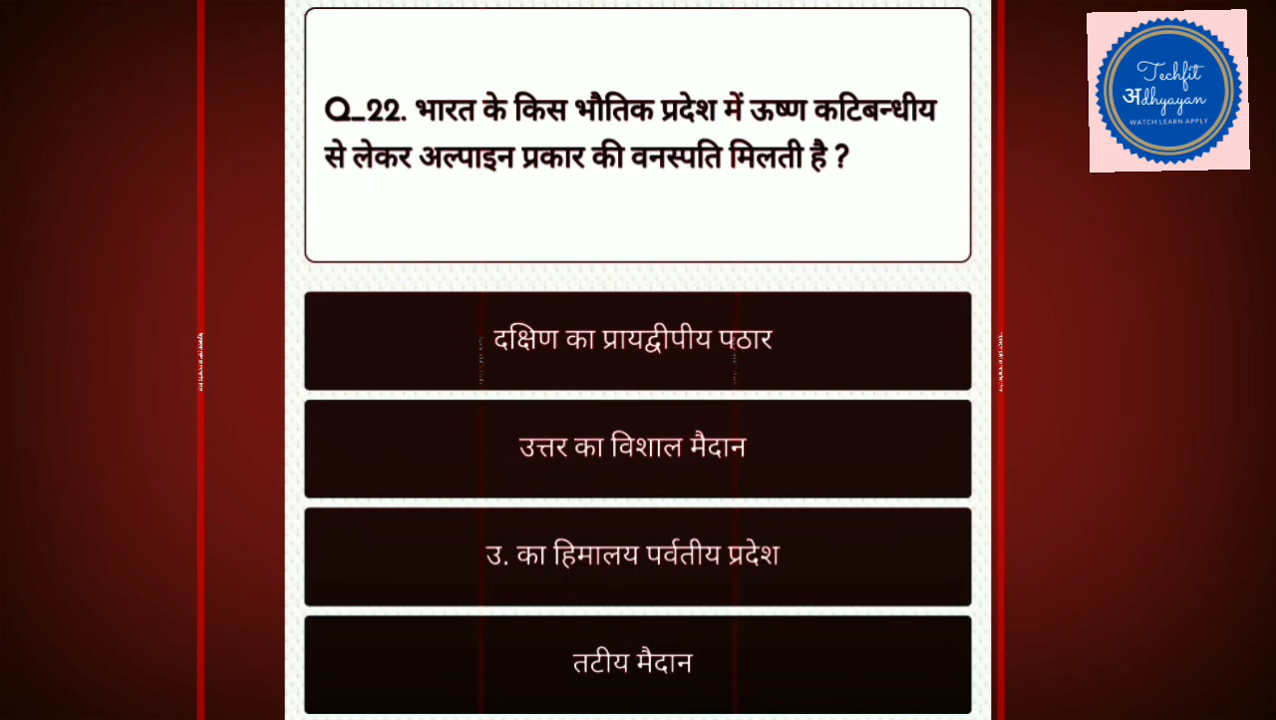 Techfit
अdhyayan
WATCH LEARN APPLY
Q_22. भारत के किस भौतिक प्रदेश में ऊष्ण कटिबन्धीय
से लेकर अल्पाइन प्रकार की वनस्पति मिलती है ?
दक्षिण का प्रायद्वीपीय पठार
उत्तर का विशाल मैदान
उ. का हिमालय पर्वतीय प्रदेश
तटीय मैदान